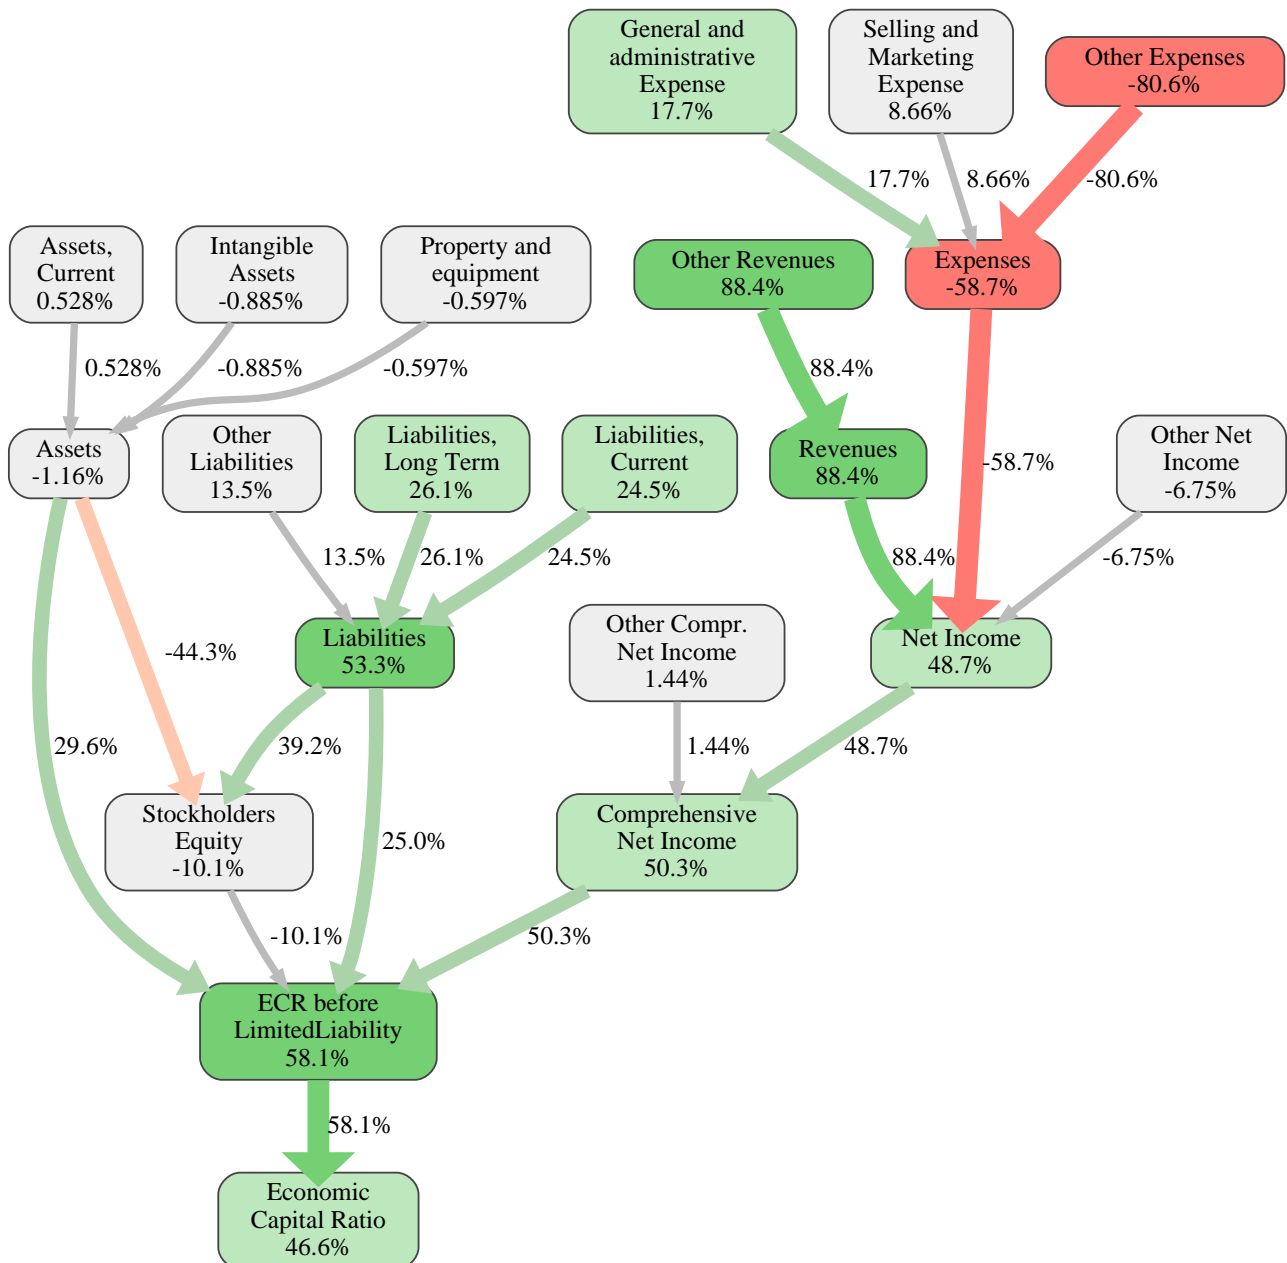 General and
administrative
Expense
17.7%
Selling and
Marketing
Expense
8.66%
Other Expenses
-80.6%
17.7%
8.66%
-80.6%
Assets,
Current
0.528%
Intangible
Assets
-0.885%
Property and
equipment
-0.597%
Other Revenues
88.4%
Expenses
-58.7%
0.528%
-0.885%
-0.597%
88.4%
-58.7%
Assets
-1.16%
Other
Liabilities
13.5%
Liabilities,
Long Term
26.1%
Liabilities,
Current
24.5%
Revenues
88.4%
Other Net
Income
-6.75%
13.5%
26.1%
24.5%
88.4%
-6.75%
-44.3%
Liabilities
53.3%
Other Compr.
Net Income
1.44%
Net Income
48.7%
29.6%
39.2%
1.44%
48.7%
Stockholders
Equity
-10.1%
25.0%
Comprehensive
Net Income
50.3%
-10.1%
50.3%
ECR before
LimitedLiability
58.1%
58.1%
Economic
Capital Ratio
46.6%